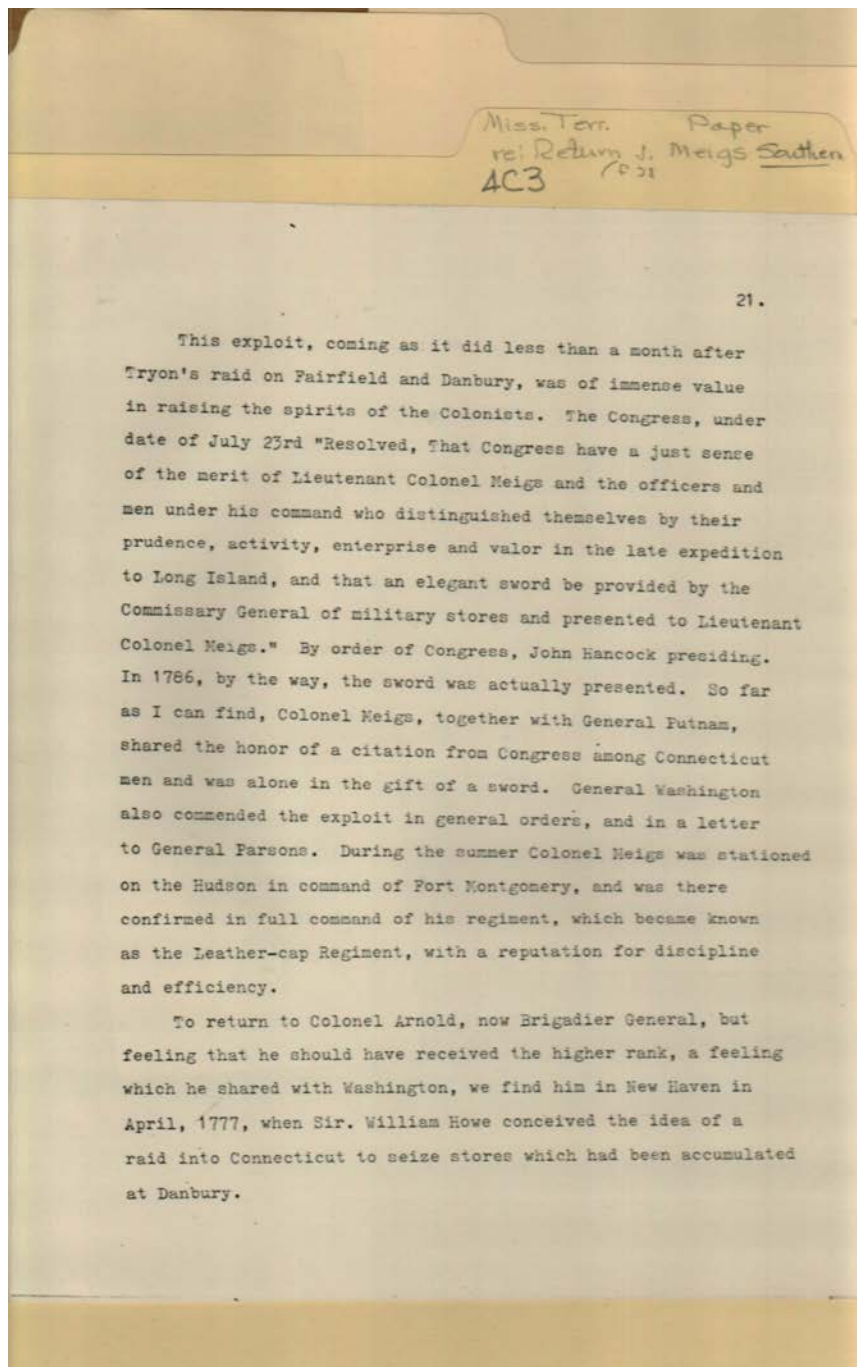 Miss. Terr. Paper
re: Return J. Meigs Southern
4C3
21.
This exploit, coming as it did less than a month after
Tryon's raid on Fairfield and Danbury, was of immense value
in raising the spirits of the Colonists. The Congress, under
date of July 23rd "Resolved, That Congress have a just sense
of the merit of Lieutenant Colonel Meigs and the officers and
men under his command who distinguished themselves by their
prudence, activity, enterprise and valor in the late expedition
to Long Island, and that an elegant sword be provided by the
Commissary General of military stores and presented to Lieutenant
Colonel Meigs." By order of Congress, John Hancock presiding.
In 1786, by the way, the sword was actually presented. So far
as I can find, Colonel Meigs, together with General Putnam,
shared the honor of a citation from Congress among Connecticut
men and was alone in the gift of a sword. General Washington
also commended the exploit in general orders, and in a letter
to General Parsons. During the summer Colonel Meigs was stationed
on the Hudson in command of Fort Montgomery, and was there
confirmed in full command of his regiment, which became known
as the Leather-cap Regiment, with a reputation for discipline
and efficiency.
To return to Colonel Arnold, now Brigadier General, but
feeling that he should have received the higher rank, a feeling
which he shared with Washington, we find him in New Haven in
April, 1777, when Sir. William Howe conceived the idea of a
raid into Connecticut to seize stores which had been accumulated
at Danbury.